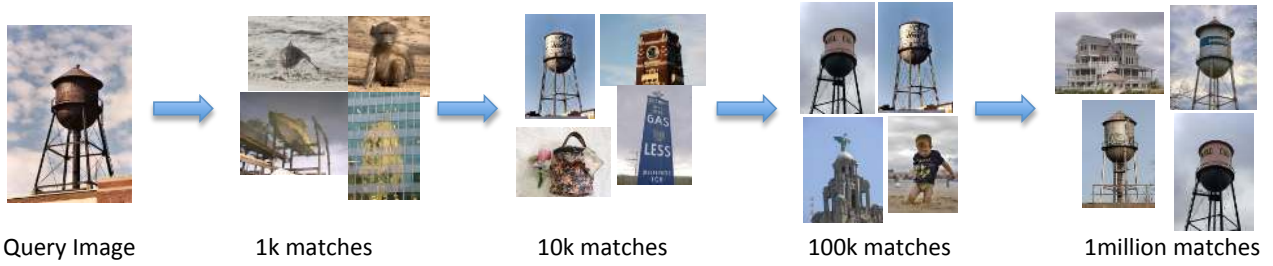 GAS
LESS
Query Image
1k matches
10k matches
100k matches
1million matches